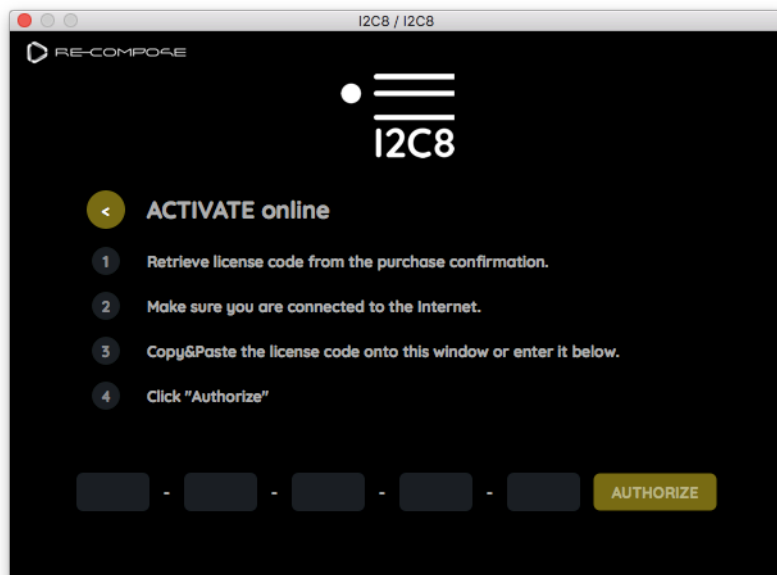 I2C8 / I2C8
RE-COMPOSE
I2C8
< ACTIVATE online
1 Retrieve license code from the purchase confirmation.
2 Make sure you are connected to the Internet.
3 Copy&Paste the license code onto this window or enter it below.
4 Click "Authorize"
- - - - AUTHORIZE